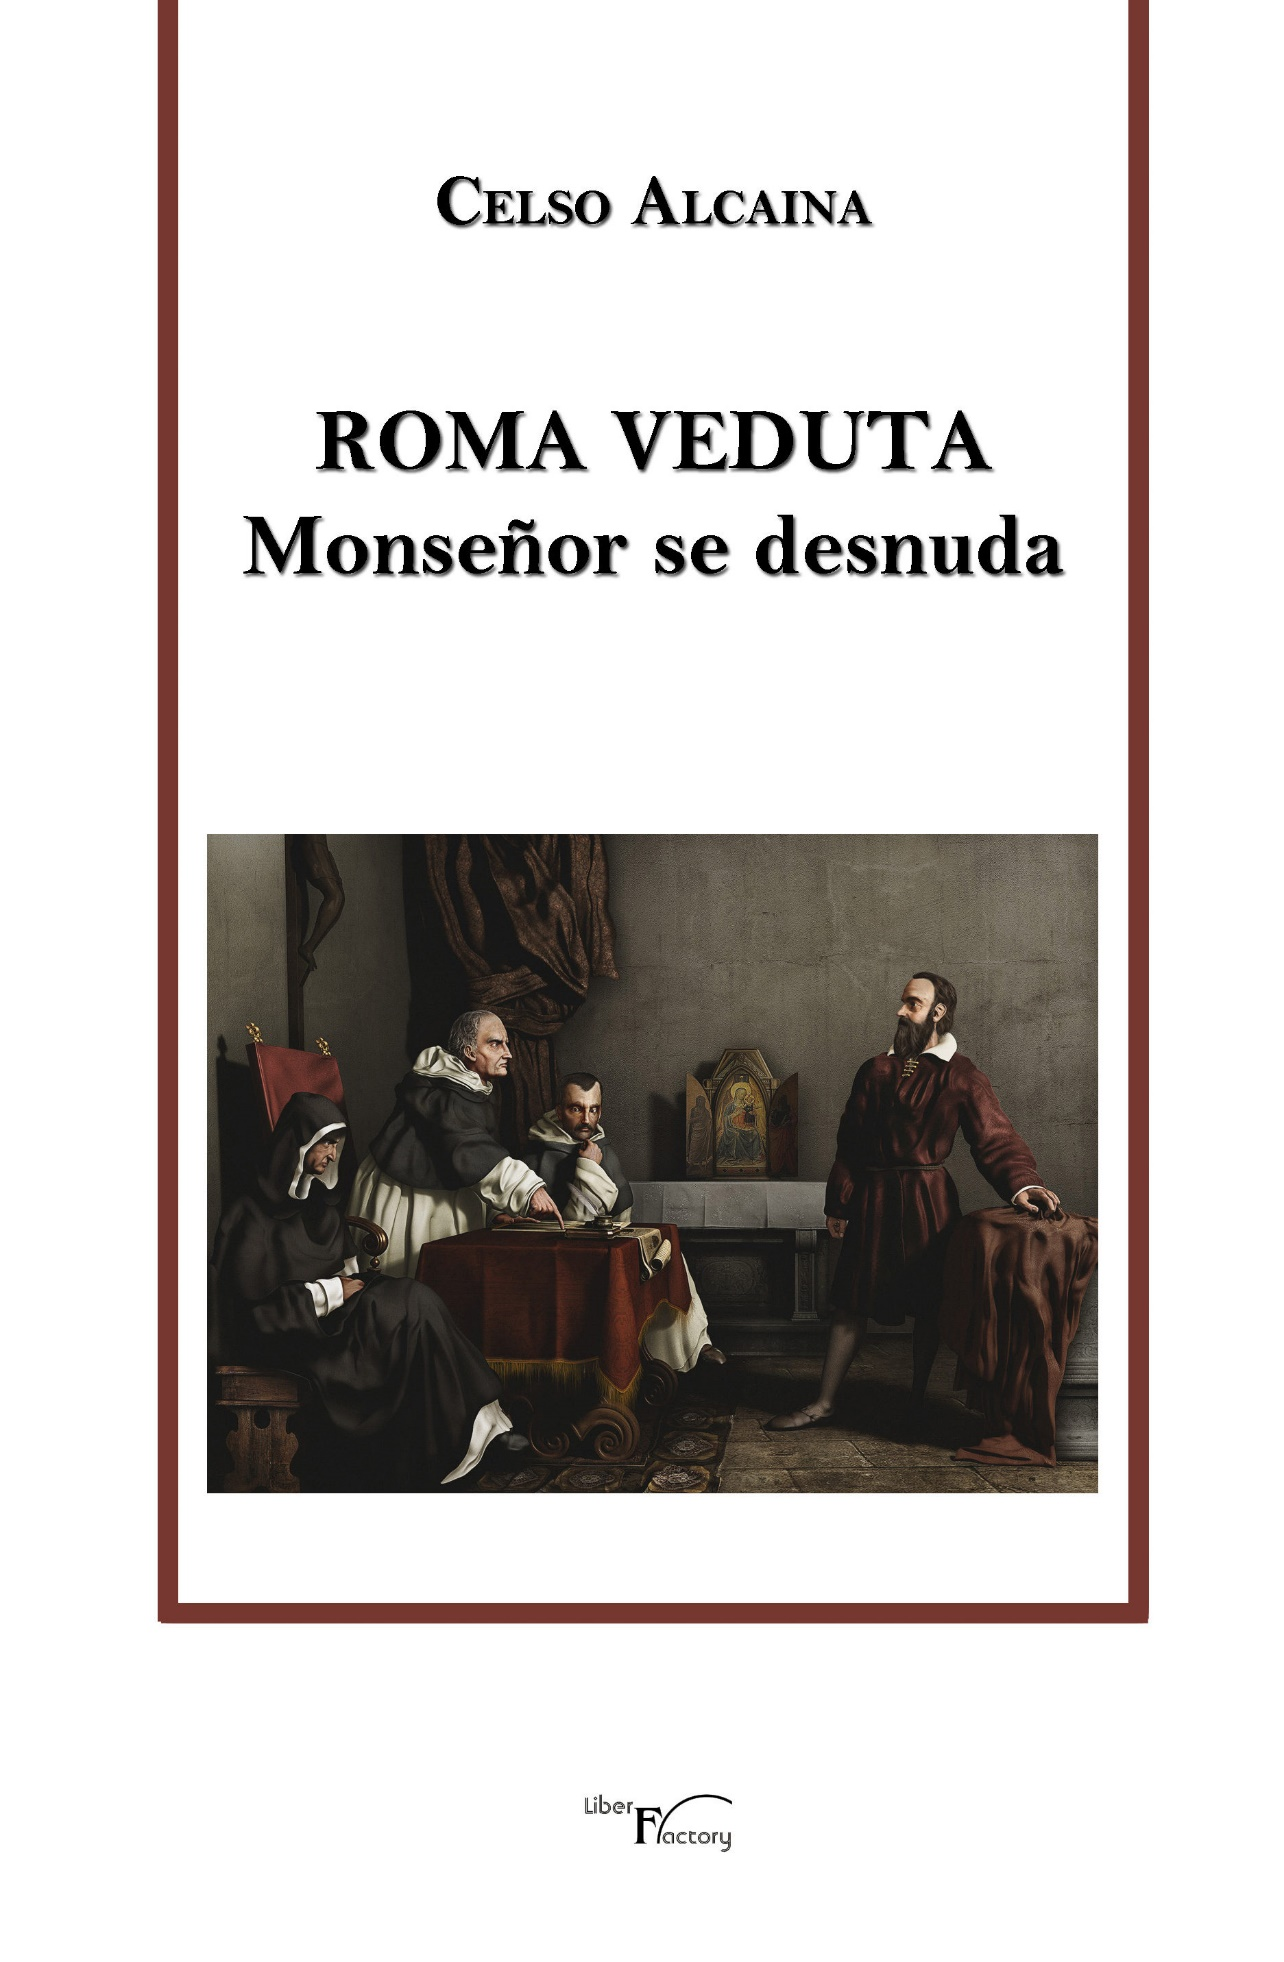 CELSO ALCAINA
ROMA VEDUTA
Monseñor se desnuda
Liber
Factory